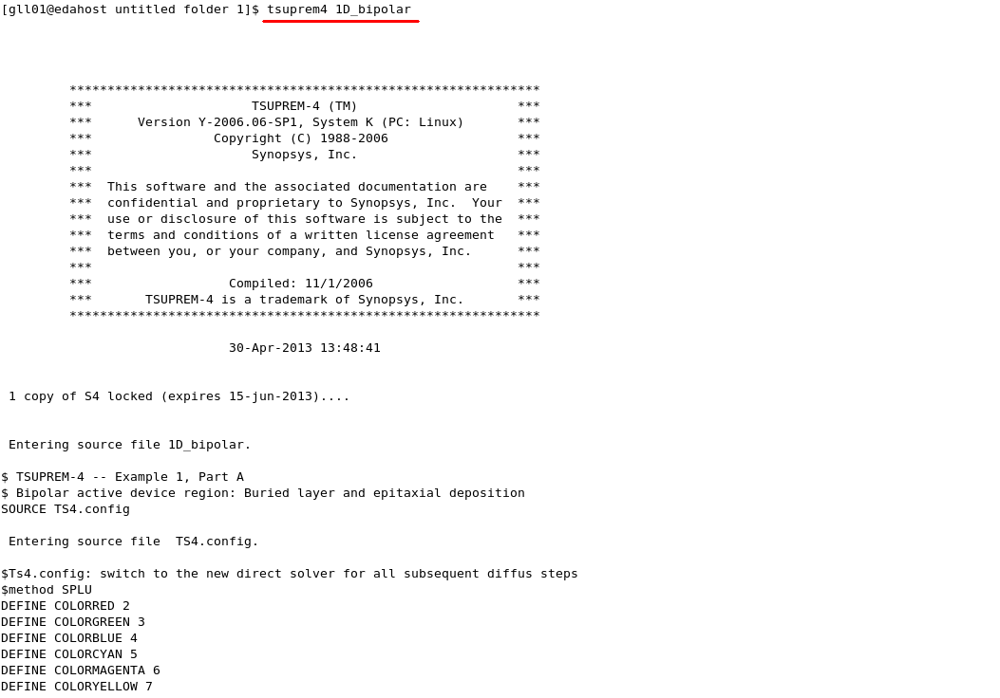 [gll01@edahost untitled folder 1]$ tsuprem4 1D_bipolar
**************************************************************
*** TSUPREM-4 (TM) ***
*** Version Y-2006.06-SP1, System K (PC: Linux) ***
*** Copyright (C) 1988-2006 ***
*** Synopsys, Inc. ***
*** ***
*** This software and the associated documentation are ***
*** confidential and proprietary to Synopsys, Inc. Your ***
*** use or disclosure of this software is subject to the ***
*** terms and conditions of a written license agreement ***
*** between you, or your company, and Synopsys, Inc. ***
*** ***
*** Compiled: 11/1/2006 ***
*** TSUPREM-4 is a trademark of Synopsys, Inc. ***
**************************************************************
30-Apr-2013 13:48:41
1 copy of S4 locked (expires 15-jun-2013)....
Entering source file 1D_bipolar.
$ TSUPREM-4 -- Example 1, Part A
$ Bipolar active device region: Buried layer and epitaxial deposition
SOURCE TS4.config
Entering source file TS4.config.
$Ts4.config: switch to the new direct solver for all subsequent diffus steps
$method SPLU
DEFINE COLORRED 2
DEFINE COLORGREEN 3
DEFINE COLORBLUE 4
DEFINE COLORCYAN 5
DEFINE COLORMAGENTA 6
DEFINE COLORYELLOW 7